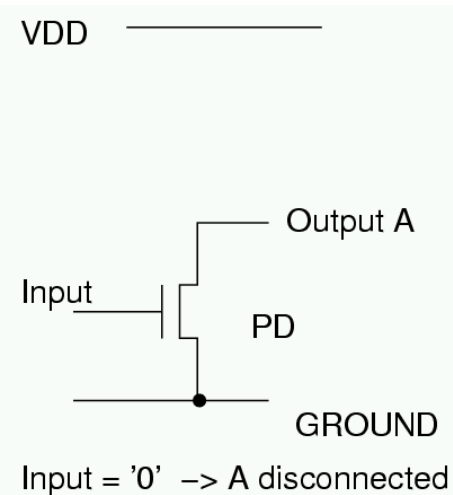 VDD
Output A
Input
PD
GROUND
Input = '0' -> A disconnected